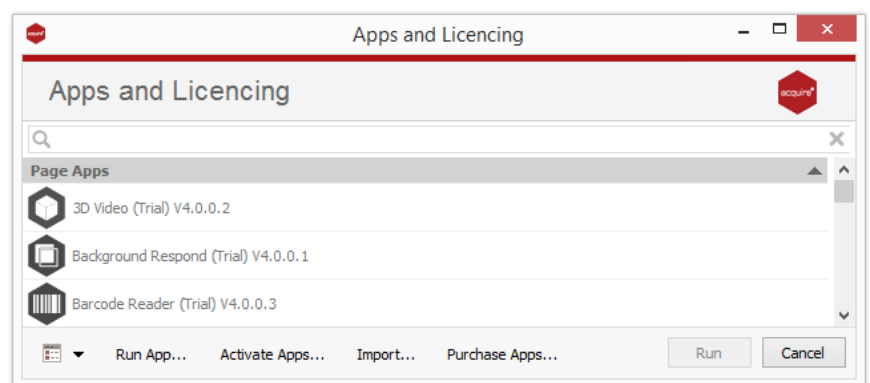 acquire
Apps and Licencing
Apps and Licencing
acquire
Page Apps
3D Video (Trial) V4.0.0.2
Background Respond (Trial) V4.0.0.1
Barcode Reader (Trial) V4.0.0.3
Run App... Activate Apps... Import... Purchase Apps... Run Cancel